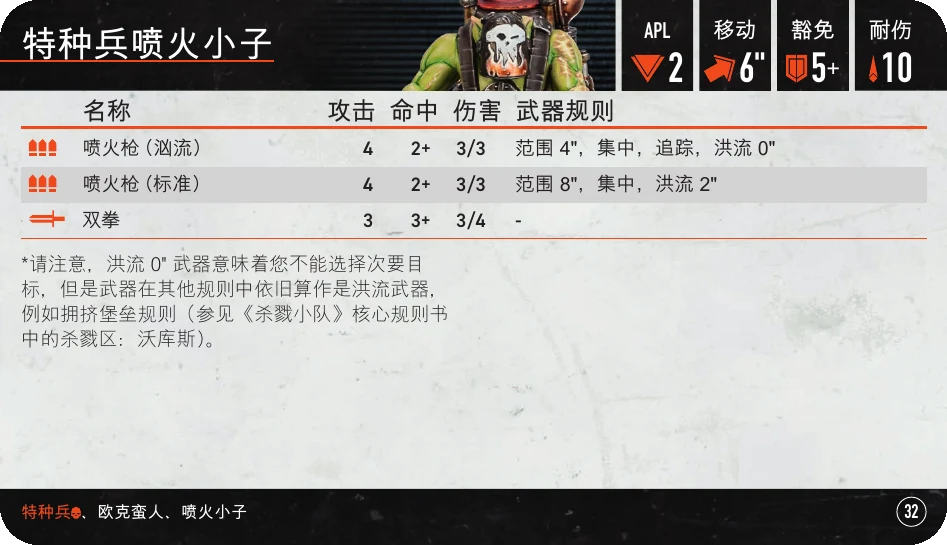 特种兵喷火小子
APL 移动 豁免 耐伤
2 6" 5+ 10
名称 攻击 命中 伤害 武器规则
喷火枪（汹流） 4 2+ 3/3 范围 4"，集中，追踪，洪流 0"
喷火枪（标准） 4 2+ 3/3 范围 8"，集中，洪流 2"
双拳 3 3+ 3/4 -
*请注意，洪流 0" 武器意味着您不能选择次要目
标，但是武器在其他规则中依旧算作是洪流武器，
例如拥挤堡垒规则（参见《杀戮小队》核心规则书
中的杀戮区：沃库斯）。
特种兵、欧克蛮人、喷火小子
32